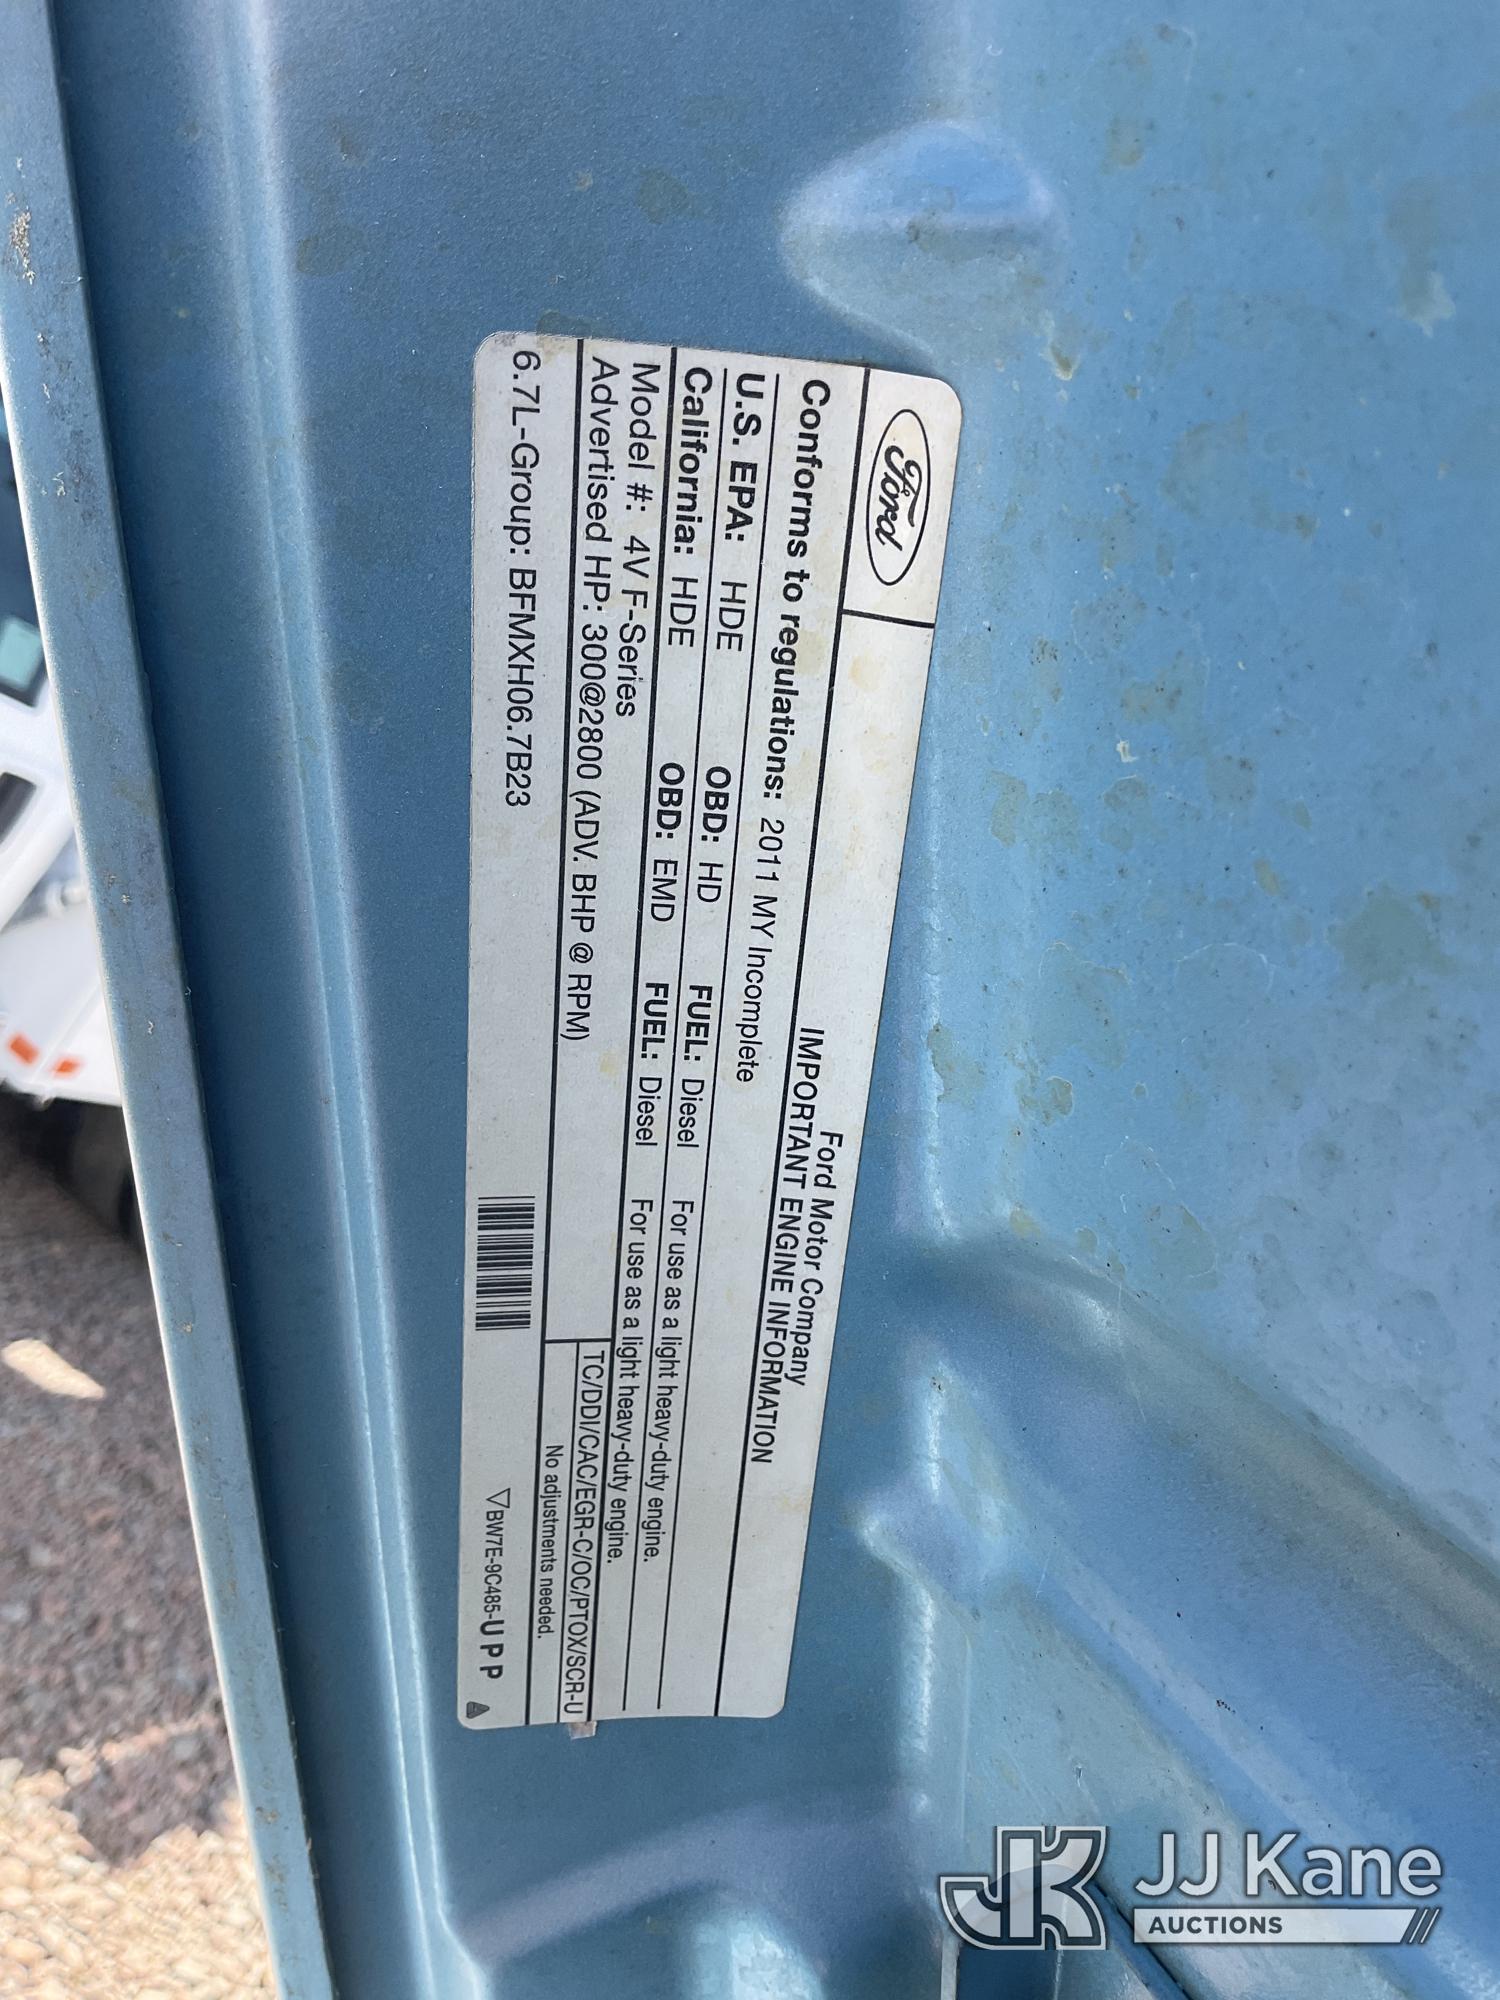 Ford
Ford Motor Company
IMPORTANT ENGINE INFORMATION
Conforms to regulations: 2011 MY Incomplete
U.S. EPA: HDE OBD: HD FUEL: Diesel For use as a light heavy-duty engine.
California: HDE OBD: EMD FUEL: Diesel For use as a light heavy-duty engine.
Model #: 4V F-Series
Advertised HP: 300@2800 (ADV. BHP @ RPM)
TC/DDI/CAC/EGR-C/OC/PTOX/SCR-U
No adjustments needed.
6.7L-Group: BFMXH06.7B23
▽BW7E-9C485-UPP
JK JJ Kane
AUCTIONS